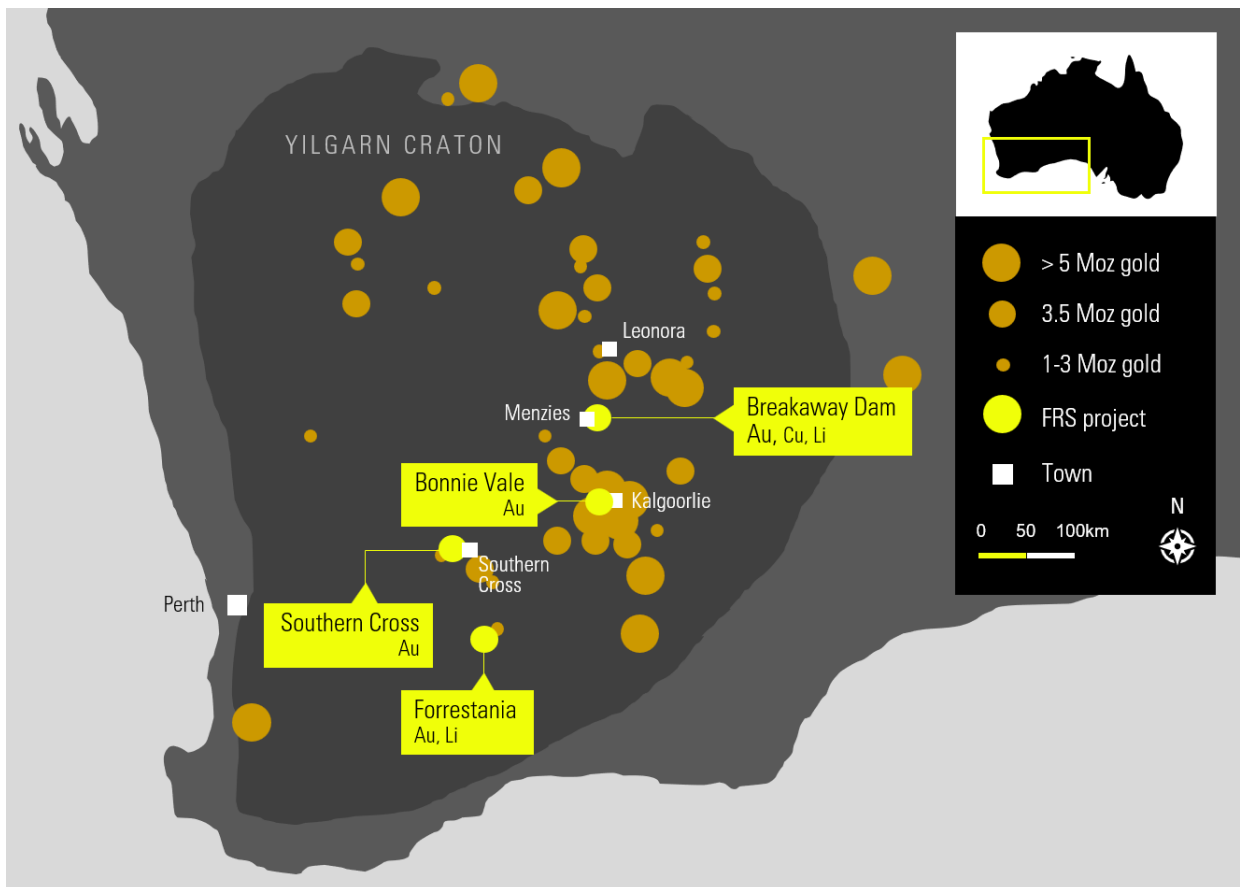 YILGARN CRATON
Leonora
Menzies
Breakaway Dam
Au, Cu, Li
Bonnie Vale
Au
Kalgoorlie
Southern
Cross
Perth
Southern Cross
Au
Forrestania
Au, Li
> 5 Moz gold
3.5 Moz gold
1-3 Moz gold
FRS project
Town
N
0 50 100km